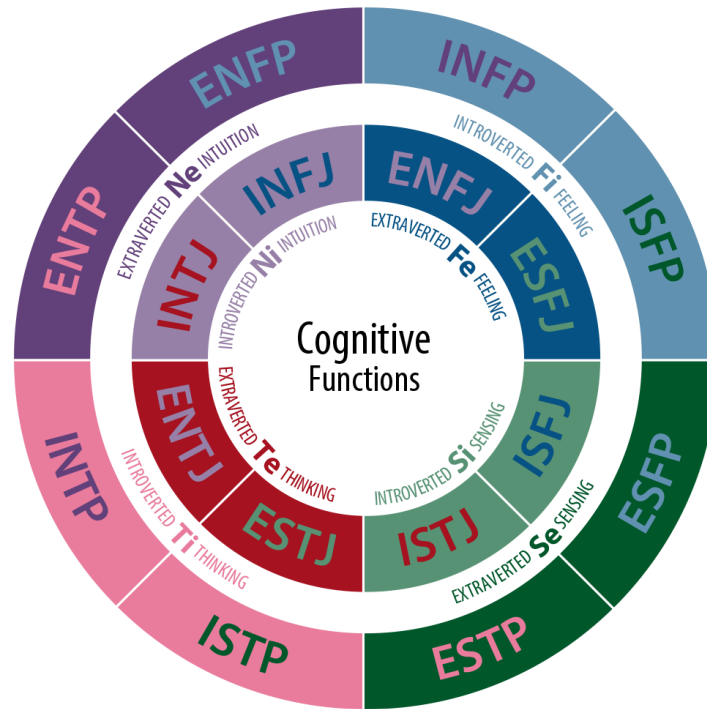 Cognitive
Functions
ENFP
INFP
ENTP
ISFP
INTP
ESFP
ISTP
ESTP
EXTRAVERTED Ne INTUITION
INTROVERTED Fi FEELING
INTROVERTED Ti THINKING
EXTRAVERTED Se SENSING
INFJ
ENFJ
INTJ
ESFJ
ENTJ
ISFJ
ESTJ
ISTJ
INTROVERTED Ni INTUITION
EXTRAVERTED Fe FEELING
EXTRAVERTED Te THINKING
INTROVERTED Si SENSING